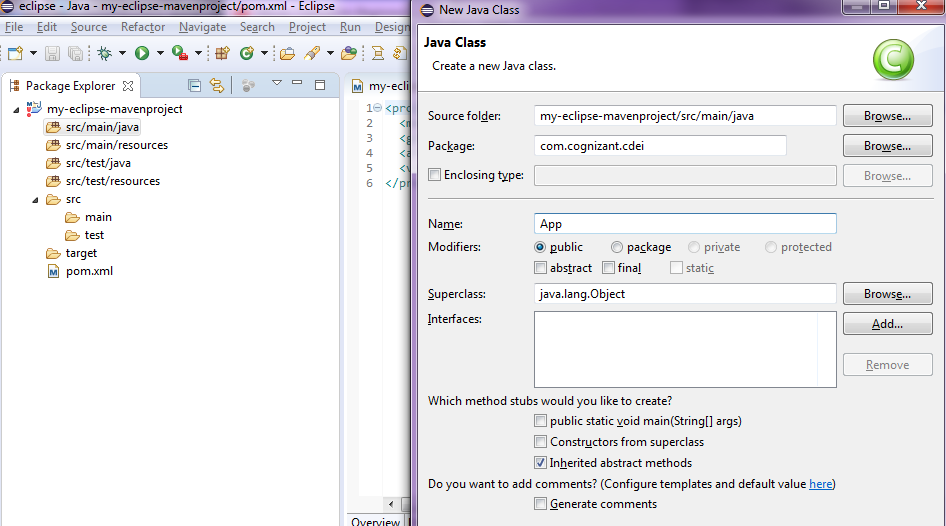 eclipse - Java - my-eclipse-mavenproject/pom.xml - Eclipse
File Edit Source Refactor Navigate Search Project Run Design
Package Explorer
my-eclipse-mavenproject
src/main/java
src/main/resources
src/test/java
src/test/resources
src
main
test
target
pom.xml
my-ecli
1 <pro
2 <m
3 <g
4 <a
5 <v
6 </pr
Overview
New Java Class
Java Class
Create a new Java class.
Source folder: my-eclipse-mavenproject/src/main/java Browse...
Package: com.cognizant.cdei Browse...
Enclosing type: Browse...
Name: App
Modifiers: public package private protected
abstract final static
Superclass: java.lang.Object Browse...
Interfaces: Add...
Remove
Which method stubs would you like to create?
public static void main(String[] args)
Constructors from superclass
Inherited abstract methods
Do you want to add comments? (Configure templates and default value here)
Generate comments